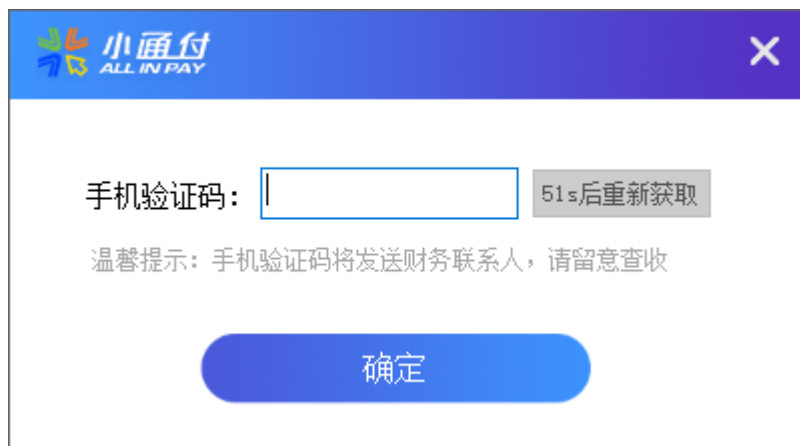 小通付
ALL IN PAY
手机验证码：
51s后重新获取
温馨提示：手机验证码将发送财务联系人，请留意查收
确定